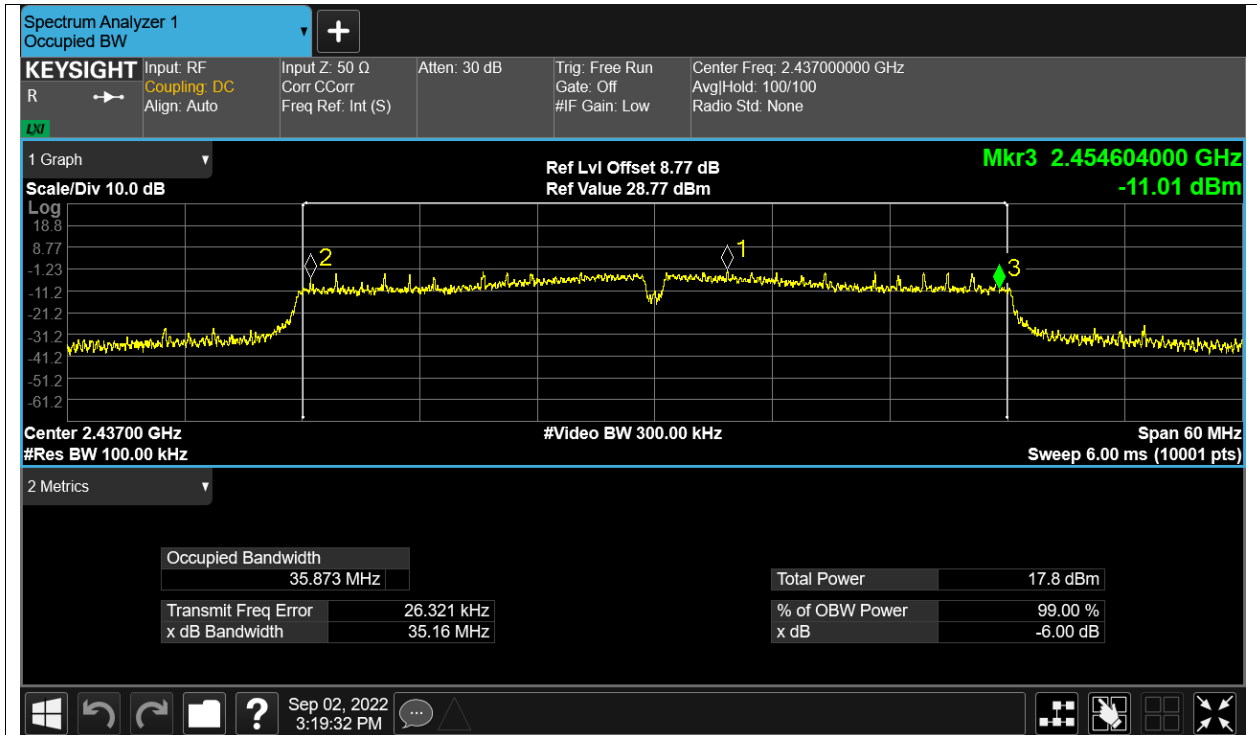 Spectrum Analyzer 1
Occupied BW
+
KEYSIGHT
R
LXI
Input: RF
Coupling: DC
Align: Auto
Input Z: 50 Ω
Corr CCorr
Freq Ref: Int (S)
Atten: 30 dB
Trig: Free Run
Gate: Off
#IF Gain: Low
Center Freq: 2.437000000 GHz
Avg|Hold: 100/100
Radio Std: None
1 Graph
Scale/Div 10.0 dB
Ref Lvl Offset 8.77 dB
Ref Value 28.77 dBm
Mkr3 2.454604000 GHz
-11.01 dBm
Log
18.8
8.77
-1.23
-11.2
-21.2
-31.2
-41.2
-51.2
-61.2
2
1
3
Center 2.43700 GHz
#Res BW 100.00 kHz
#Video BW 300.00 kHz
Span 60 MHz
Sweep 6.00 ms (10001 pts)
2 Metrics
Occupied Bandwidth
35.873 MHz
Transmit Freq Error 26.321 kHz
x dB Bandwidth 35.16 MHz
Total Power 17.8 dBm
% of OBW Power 99.00 %
x dB -6.00 dB
?
Sep 02, 2022
3:19:32 PM